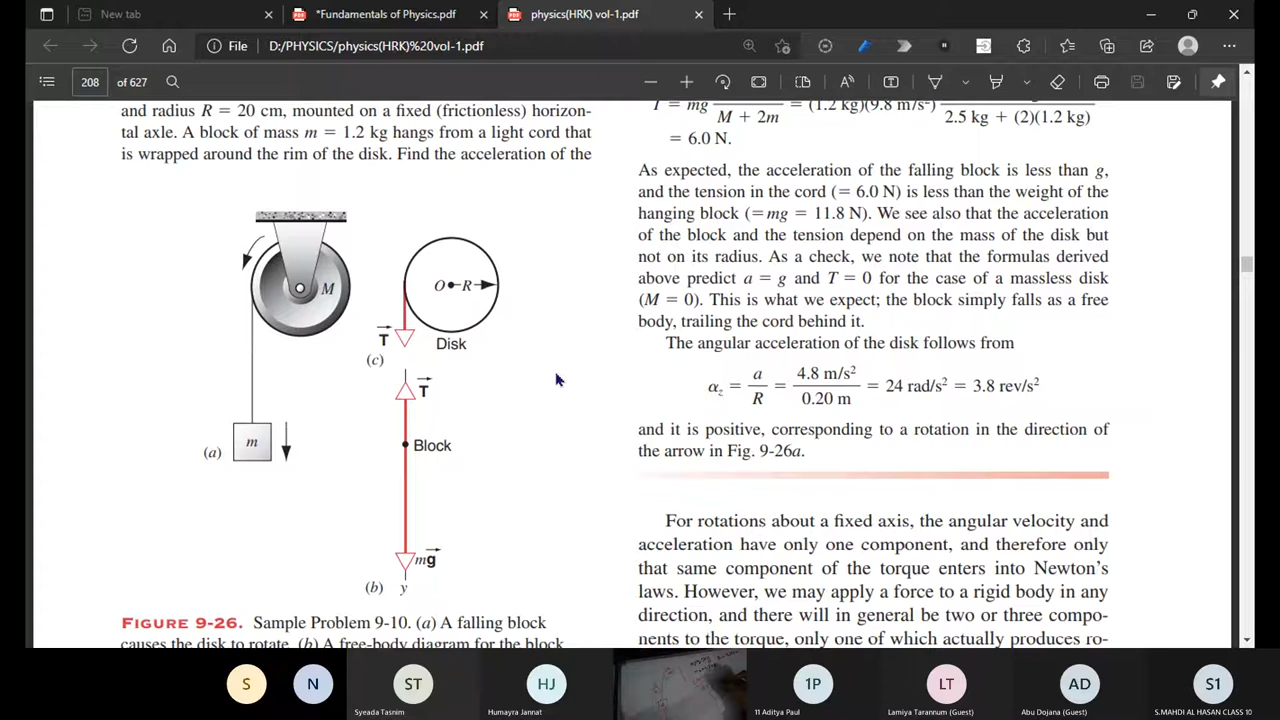 New tab
*Fundamentals of Physics.pdf
physics(HRK) vol-1.pdf
File
D:/PHYSICS/physics(HRK)%20vol-1.pdf
208 of 627
and radius R = 20 cm, mounted on a fixed (frictionless) horizon-
tal axle. A block of mass m = 1.2 kg hangs from a light cord that
is wrapped around the rim of the disk. Find the acceleration of the
M
O R
T
Disk
(c)
T
m
(a)
Block
mg
(b) y
FIGURE 9-26. Sample Problem 9-10. (a) A falling block
causes the disk to rotate. (b) A free-body diagram for the block
T = mg M + 2m = (1.2 kg)(9.8 m/s²) 2.5 kg + (2)(1.2 kg)
= 6.0 N.
As expected, the acceleration of the falling block is less than g,
and the tension in the cord (= 6.0 N) is less than the weight of the
hanging block (= mg = 11.8 N). We see also that the acceleration
of the block and the tension depend on the mass of the disk but
not on its radius. As a check, we note that the formulas derived
above predict a = g and T = 0 for the case of a massless disk
(M = 0). This is what we expect; the block simply falls as a free
body, trailing the cord behind it.
The angular acceleration of the disk follows from
αz = a/R = 4.8 m/s² / 0.20 m = 24 rad/s² = 3.8 rev/s²
and it is positive, corresponding to a rotation in the direction of
the arrow in Fig. 9-26a.
For rotations about a fixed axis, the angular velocity and
acceleration have only one component, and therefore only
that same component of the torque enters into Newton's
laws. However, we may apply a force to a rigid body in any
direction, and there will in general be two or three compo-
nents to the torque, only one of which actually produces ro-
S
N
ST
Syeada Tasnim
HJ
Humayra Jannat
1P
11 Aditya Paul
LT
Lamiya Tarannum (Guest)
AD
Abu Dojana (Guest)
S1
S.MAHDI AL HASAN CLASS 10